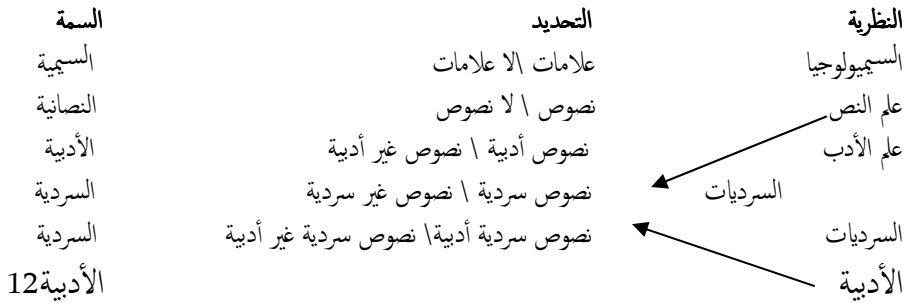 النظرية التحديد السمة
السيميولوجيا علامات \لا علامات السيمية
علم النص نصوص \ لا نصوص النصانية
علم الأدب نصوص أدبية \ نصوص غير أدبية الأدبية
السرديات نصوص سردية \ نصوص غير سردية السردية
السرديات نصوص سردية أدبية\ نصوص سردية غير أدبية السردية
الأدبية الأدبية12